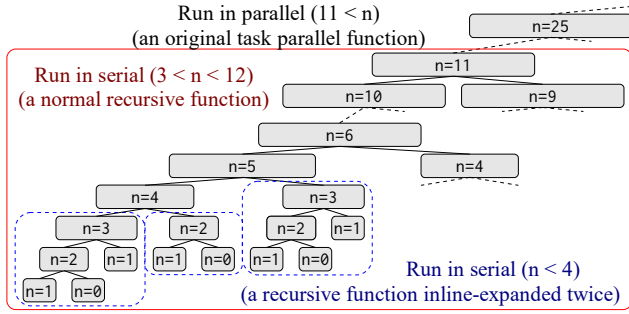 Run in parallel (11 < n)
(an original task parallel function)
n=25
Run in serial (3 < n < 12)
(a normal recursive function)
n=11
n=10
n=9
n=6
n=5
n=4
n=4
n=3
n=3
n=2
n=2
n=1
n=2
n=1
n=1
n=0
n=1
n=0
n=1
n=0
Run in serial (n < 4)
(a recursive function inline-expanded twice)